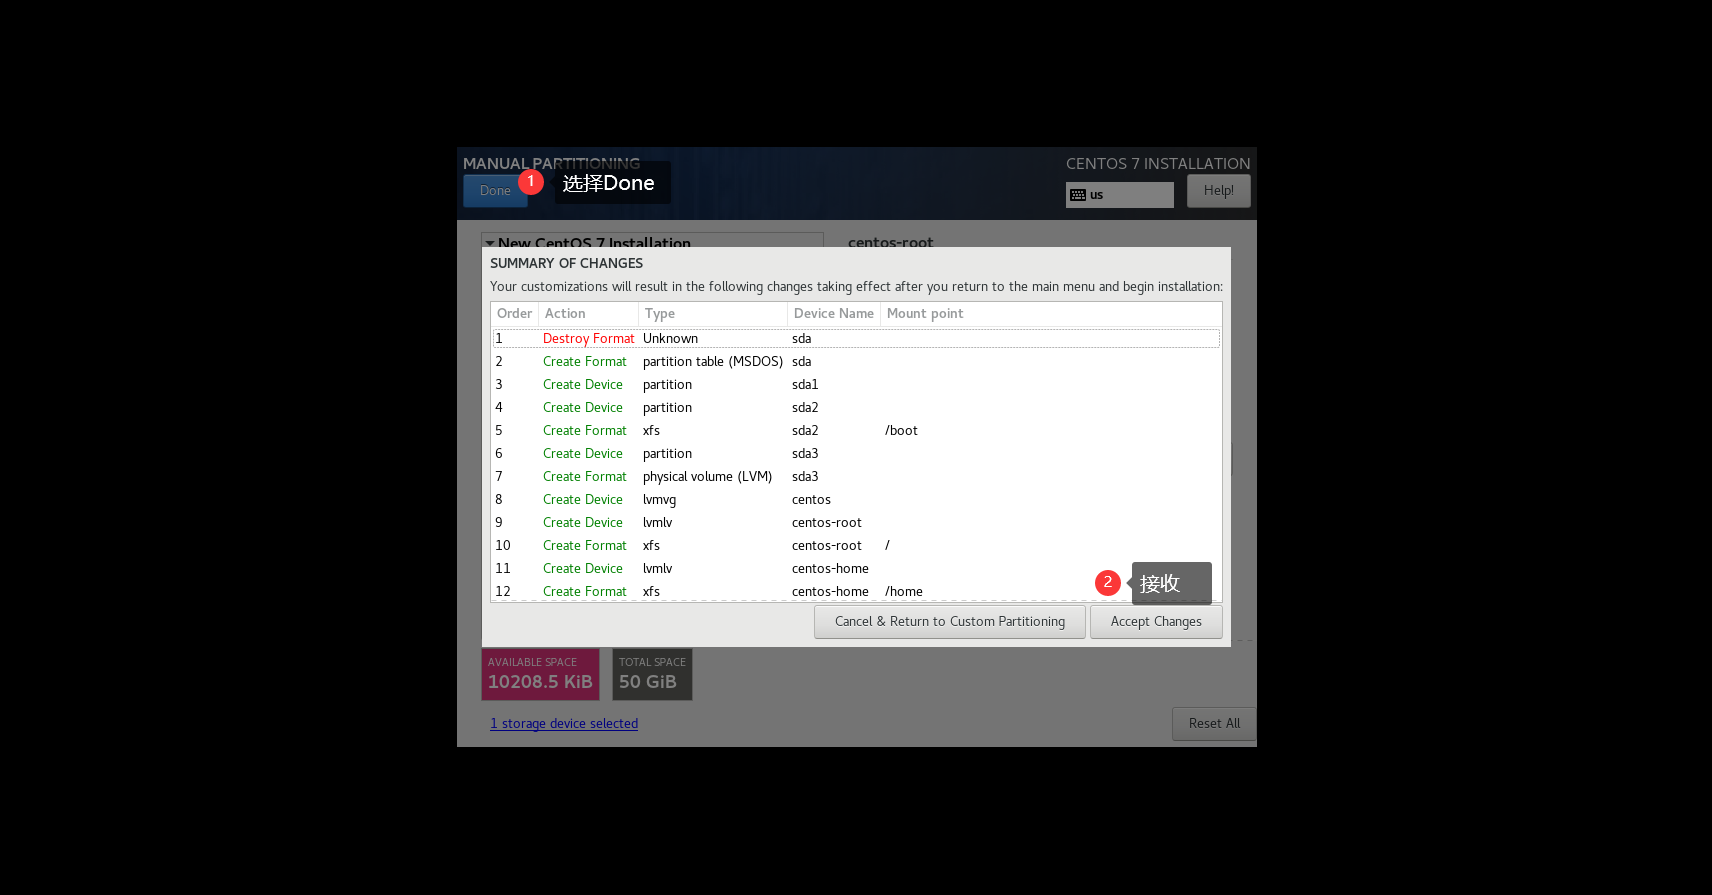 MANUAL PARTITIONING
CENTOS 7 INSTALLATION
Done
1
选择Done
us
Help!
New CentOS 7 Installation
centos-root
SUMMARY OF CHANGES
Your customizations will result in the following changes taking effect after you return to the main menu and begin installation:
Order Action Type Device Name Mount point
1 Destroy Format Unknown sda
2 Create Format partition table (MSDOS) sda
3 Create Device partition sda1
4 Create Device partition sda2
5 Create Format xfs sda2 /boot
6 Create Device partition sda3
7 Create Format physical volume (LVM) sda3
8 Create Device lvmvg centos
9 Create Device lvmlv centos-root
10 Create Format xfs centos-root /
11 Create Device lvmlv centos-home
12 Create Format xfs centos-home /home
2
接收
Cancel & Return to Custom Partitioning
Accept Changes
AVAILABLE SPACE
10208.5 KiB
TOTAL SPACE
50 GiB
1 storage device selected
Reset All